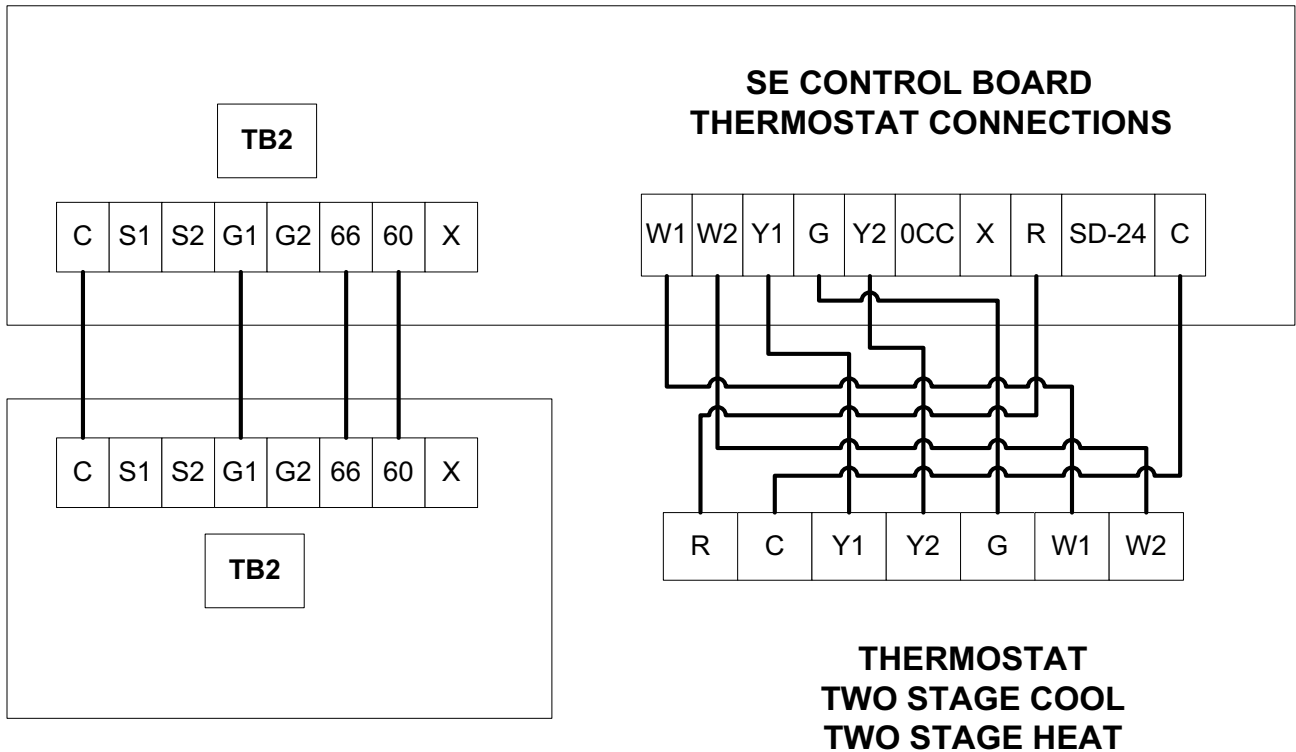 SE CONTROL BOARD
THERMOSTAT CONNECTIONS
TB2
C S1 S2 G1 G2 66 60 X
W1 W2 Y1 G Y2 0CC X R SD-24 C
C S1 S2 G1 G2 66 60 X
TB2
R C Y1 Y2 G W1 W2
THERMOSTAT
TWO STAGE COOL
TWO STAGE HEAT